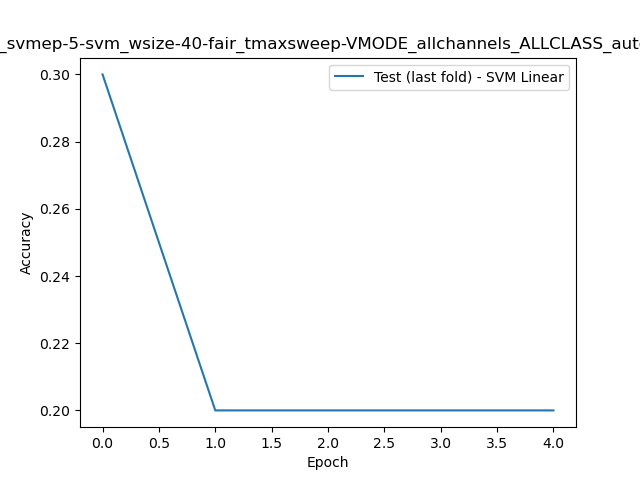 _svmep-5-svm_wsize-40-fair_tmaxsweep-VMODE_allchannels_ALLCLASS_aut
Test (last fold) - SVM Linear
0.30
0.28
0.26
0.24
0.22
0.20
Accuracy
0.0 0.5 1.0 1.5 2.0 2.5 3.0 3.5 4.0
Epoch